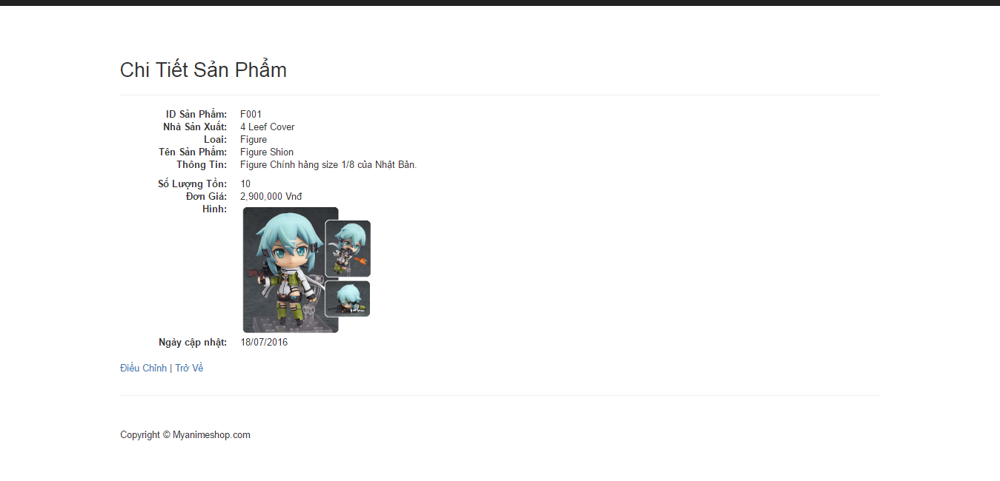 Chi Tiết Sản Phẩm
ID Sản Phẩm: F001
Nhà Sản Xuất: 4 Leef Cover
Loai: Figure
Tên Sản Phẩm: Figure Shion
Thông Tin: Figure Chính hảng size 1/8 của Nhật Bản.
Số Lượng Tồn: 10
Đơn Giá: 2,900,000 Vnđ
Hình:
Ngày cập nhật: 18/07/2016
Điều Chỉnh | Trở Về
Copyright © Myanimeshop.com